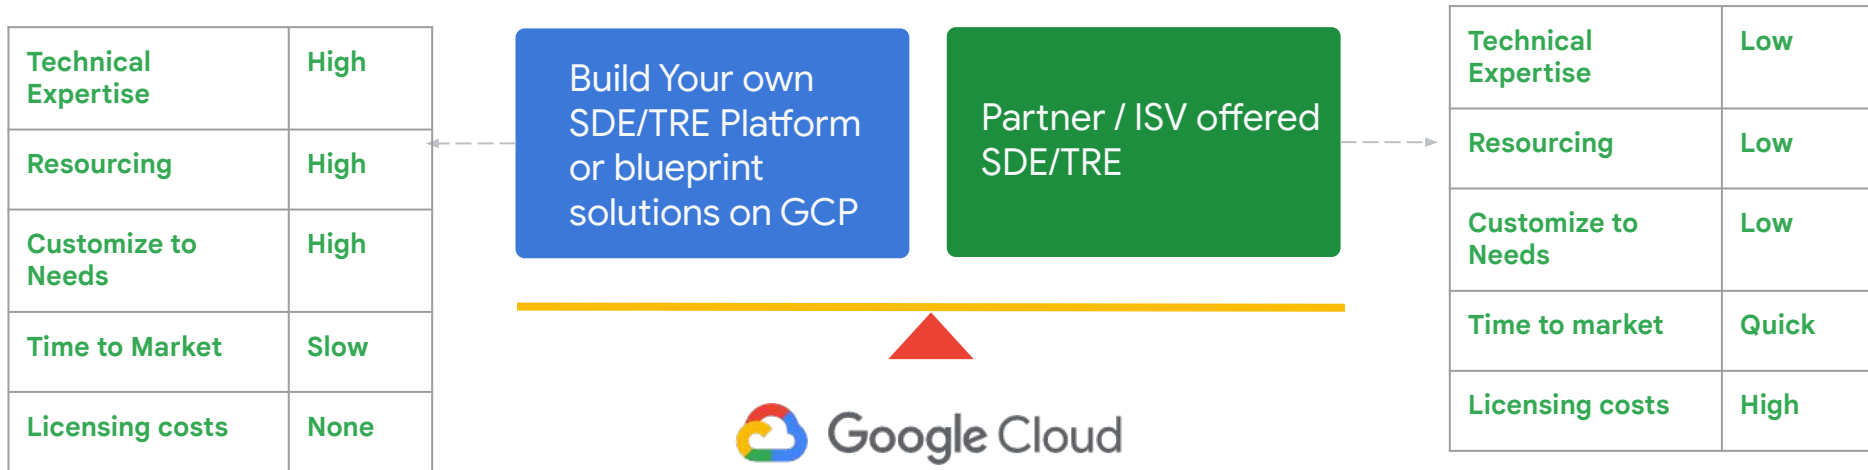 Technical
Expertise
High
Resourcing
High
Customize to
Needs
High
Time to Market
Slow
Licensing costs
None
Build Your own
SDE/TRE Platform
or blueprint
solutions on GCP
Partner / ISV offered
SDE/TRE
Google Cloud
Technical
Expertise
Low
Resourcing
Low
Customize to
Needs
Low
Time to market
Quick
Licensing costs
High